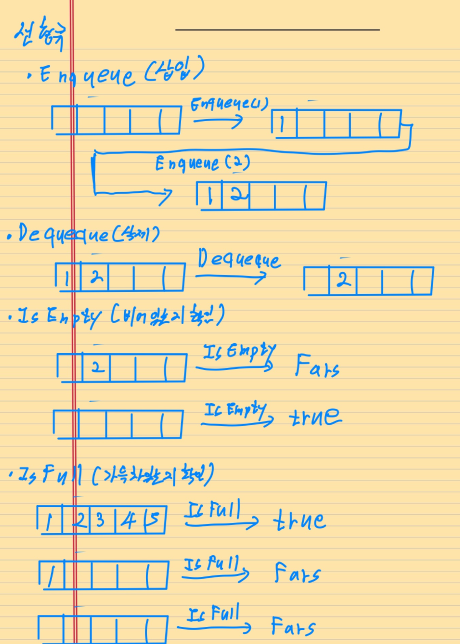 선형큐
· Enqueue (삽입)
Enqueue(1)
1
Enqueue (2)
1 2
· Dequeue (삭제)
1 2 Dequeue 2
· Is Empty (비어있는지 확인)
2 Is Empty Fars
Is Empty true
· Is Full (가득차있는지 확인)
1 2 3 4 5 Is Full true
1 Is Full Fars
Is Full Fars